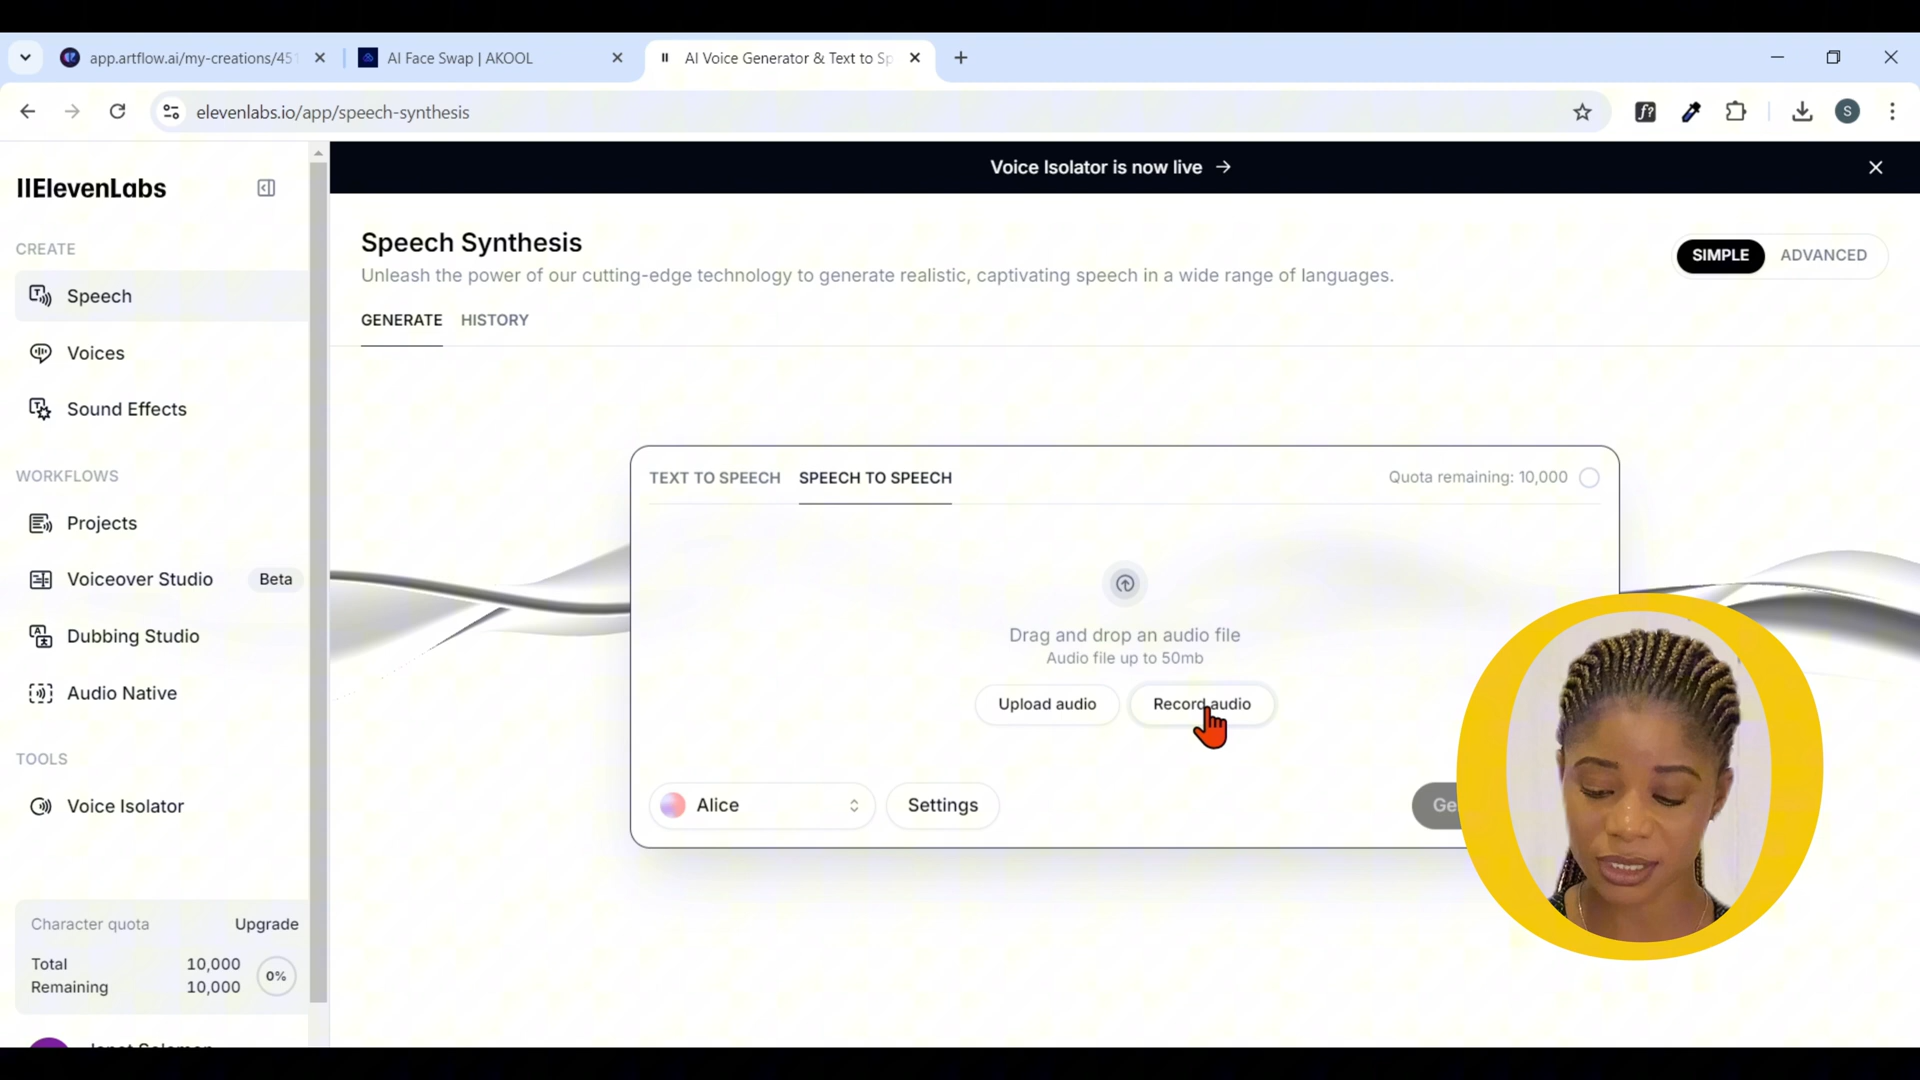 app.artflow.ai/my-creations/451
AI Face Swap | AKOOL
AI Voice Generator & Text to Sp
elevenlabs.io/app/speech-synthesis
f?
S
Voice Isolator is now live →
IIElevenLabs
CREATE
Speech
Voices
Sound Effects
WORKFLOWS
Projects
Voiceover Studio Beta
Dubbing Studio
Audio Native
TOOLS
Voice Isolator
Character quota Upgrade
Total 10,000
Remaining 10,000
0%
Speech Synthesis
Unleash the power of our cutting-edge technology to generate realistic, captivating speech in a wide range of languages.
SIMPLE ADVANCED
GENERATE HISTORY
TEXT TO SPEECH SPEECH TO SPEECH Quota remaining: 10,000
Drag and drop an audio file
Audio file up to 50mb
Upload audio Record audio
Alice Settings Ge